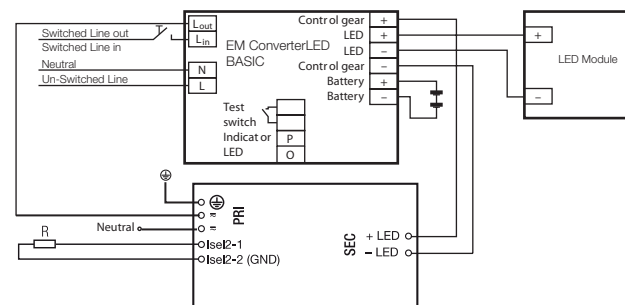 Switched Line out
Switched Line in
Neutral
Un-Switched Line
Lout
Lin
N
L
EM ConverterLED
BASIC
Control gear +
LED +
LED –
Control gear –
Battery +
Battery –
Test
switch
Indicator
LED
P
O
+
–
LED Module
PRI
Neutral
R
Isel2-1
Isel2-2 (GND)
SEC
+ LED
– LED